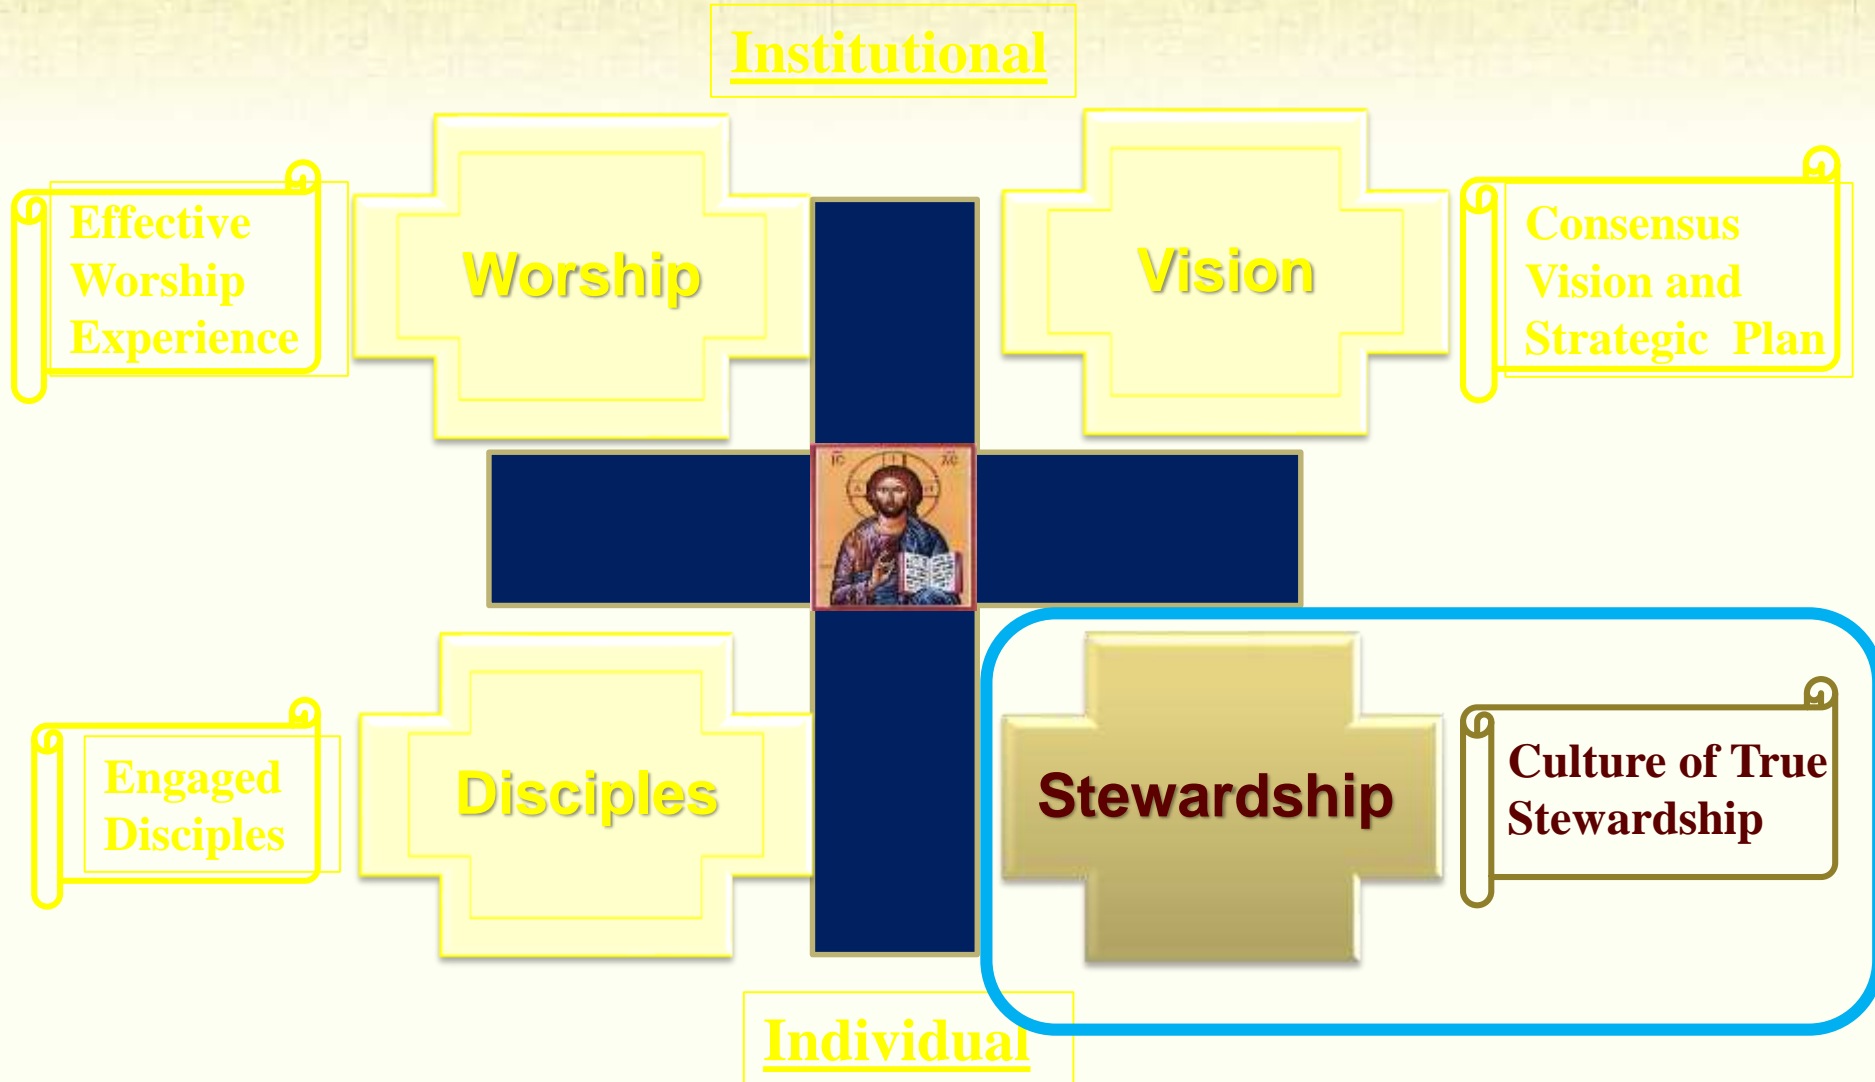 Institutional
Effective
Worship
Experience
Worship
Vision
Consensus
Vision and
Strategic Plan
Engaged
Disciples
Disciples
Stewardship
Culture of True
Stewardship
Individual